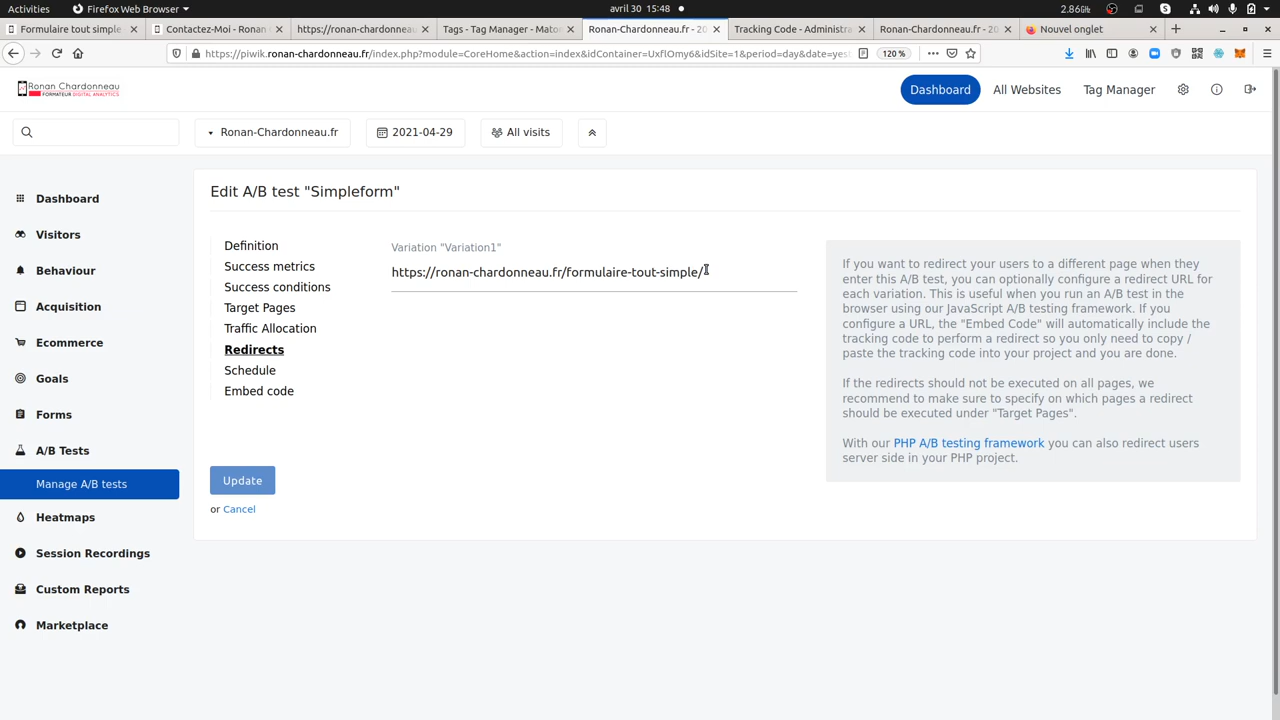 Activities
Firefox Web Browser
avril 30 15:48
2.86खम
Formulaire tout simple
Contactez-Moi - Ronan
https://ronan-chardonneau
Tags - Tag Manager - Mato
Ronan-Chardonneau.fr - 20
Tracking Code - Administra
Ronan-Chardonneau.fr - 20
Nouvel onglet
https://piwik.ronan-chardonneau.fr/index.php?module=CoreHome&action=index&idContainer=UxflOmy6&idSite=1&period=day&date=yest
120 %
Ronan Chardonneau
FORMATEUR DIGITAL ANALYTICS
Dashboard
All Websites
Tag Manager
Ronan-Chardonneau.fr
2021-04-29
All visits
Dashboard
Visitors
Behaviour
Acquisition
Ecommerce
Goals
Forms
A/B Tests
Manage A/B tests
Heatmaps
Session Recordings
Custom Reports
Marketplace
Edit A/B test "Simpleform"
Definition
Success metrics
Success conditions
Target Pages
Traffic Allocation
Redirects
Schedule
Embed code
Variation "Variation1"
https://ronan-chardonneau.fr/formulaire-tout-simple/
If you want to redirect your users to a different page when they
enter this A/B test, you can optionally configure a redirect URL for
each variation. This is useful when you run an A/B test in the
browser using our JavaScript A/B testing framework. If you
configure a URL, the "Embed Code" will automatically include the
tracking code to perform a redirect so you only need to copy /
paste the tracking code into your project and you are done.
If the redirects should not be executed on all pages, we
recommend to make sure to specify on which pages a redirect
should be executed under "Target Pages".
With our PHP A/B testing framework you can also redirect users
server side in your PHP project.
Update
or Cancel